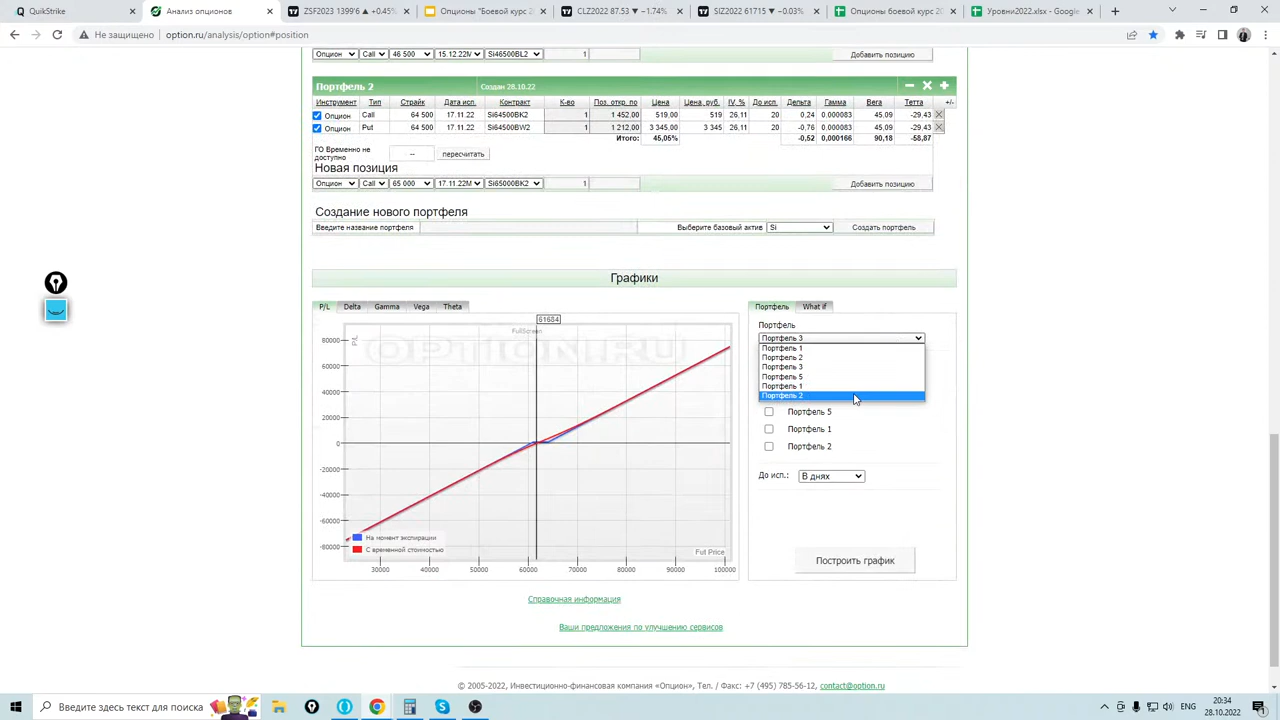 QuikStrike
Анализ опционов
ZSF2023 1399'6 ▲ +0.45%
Опционы "Боевой курс 20
CLZ2022 87.53 ▼ −1.74%
SIZ2022 61715 ▼ −0.03%
Опционы боевой курс 20
Уровни2022.xlsx - Google
Не защищено
option.ru/analysis/option#position
Опцион Call 46 500 15.12.22М Si46500BL2 1 Добавить позицию
Портфель 2 Создан 28.10.22
Инструмент Тип Страйк Дата исп. Контракт К-во Поз. откр. по Цена Цена, руб. IV, % До исп. Дельта Гамма Вега Тетта +/-
Опцион Call 64 500 17.11.22 Si64500BK2 1 1 452,00 519,00 519 26,11 20 0,24 0,000083 45,09 -29,43
Опцион Put 64 500 17.11.22 Si64500BW2 1 1 212,00 3 345,00 3 345 26,11 20 -0,76 0,000083 45,09 -29,43
Итого: 45,05% -0,52 0,000166 90,18 -58,87
ГО Временно не доступно -- пересчитать
Новая позиция
Опцион Call 65 000 17.11.22М Si65000BK2 1 Добавить позицию
Создание нового портфеля
Введите название портфеля Выберите базовый актив Si Создать портфель
Графики
P/L Delta Gamma Vega Theta
Портфель What if
61684
FullScreen
OPTION.RU
P/L
80000
60000
40000
20000
0
-20000
-40000
-60000
-80000
На момент экспирации
С временной стоимостью
Fut Price
30000 40000 50000 60000 70000 80000 90000 100000
Портфель
Портфель 3
Портфель 1
Портфель 2
Портфель 3
Портфель 5
Портфель 1
Портфель 2
Портфель 5
Портфель 1
Портфель 2
До исп.: В днях
Построить график
Справочная информация
Ваши предложения по улучшению сервисов
© 2005-2022, Инвестиционно-финансовая компания «Опцион», Тел. / Факс: +7 (495) 785-56-12, contact@option.ru
Введите здесь текст для поиска
ENG
20:34
28.10.2022
1